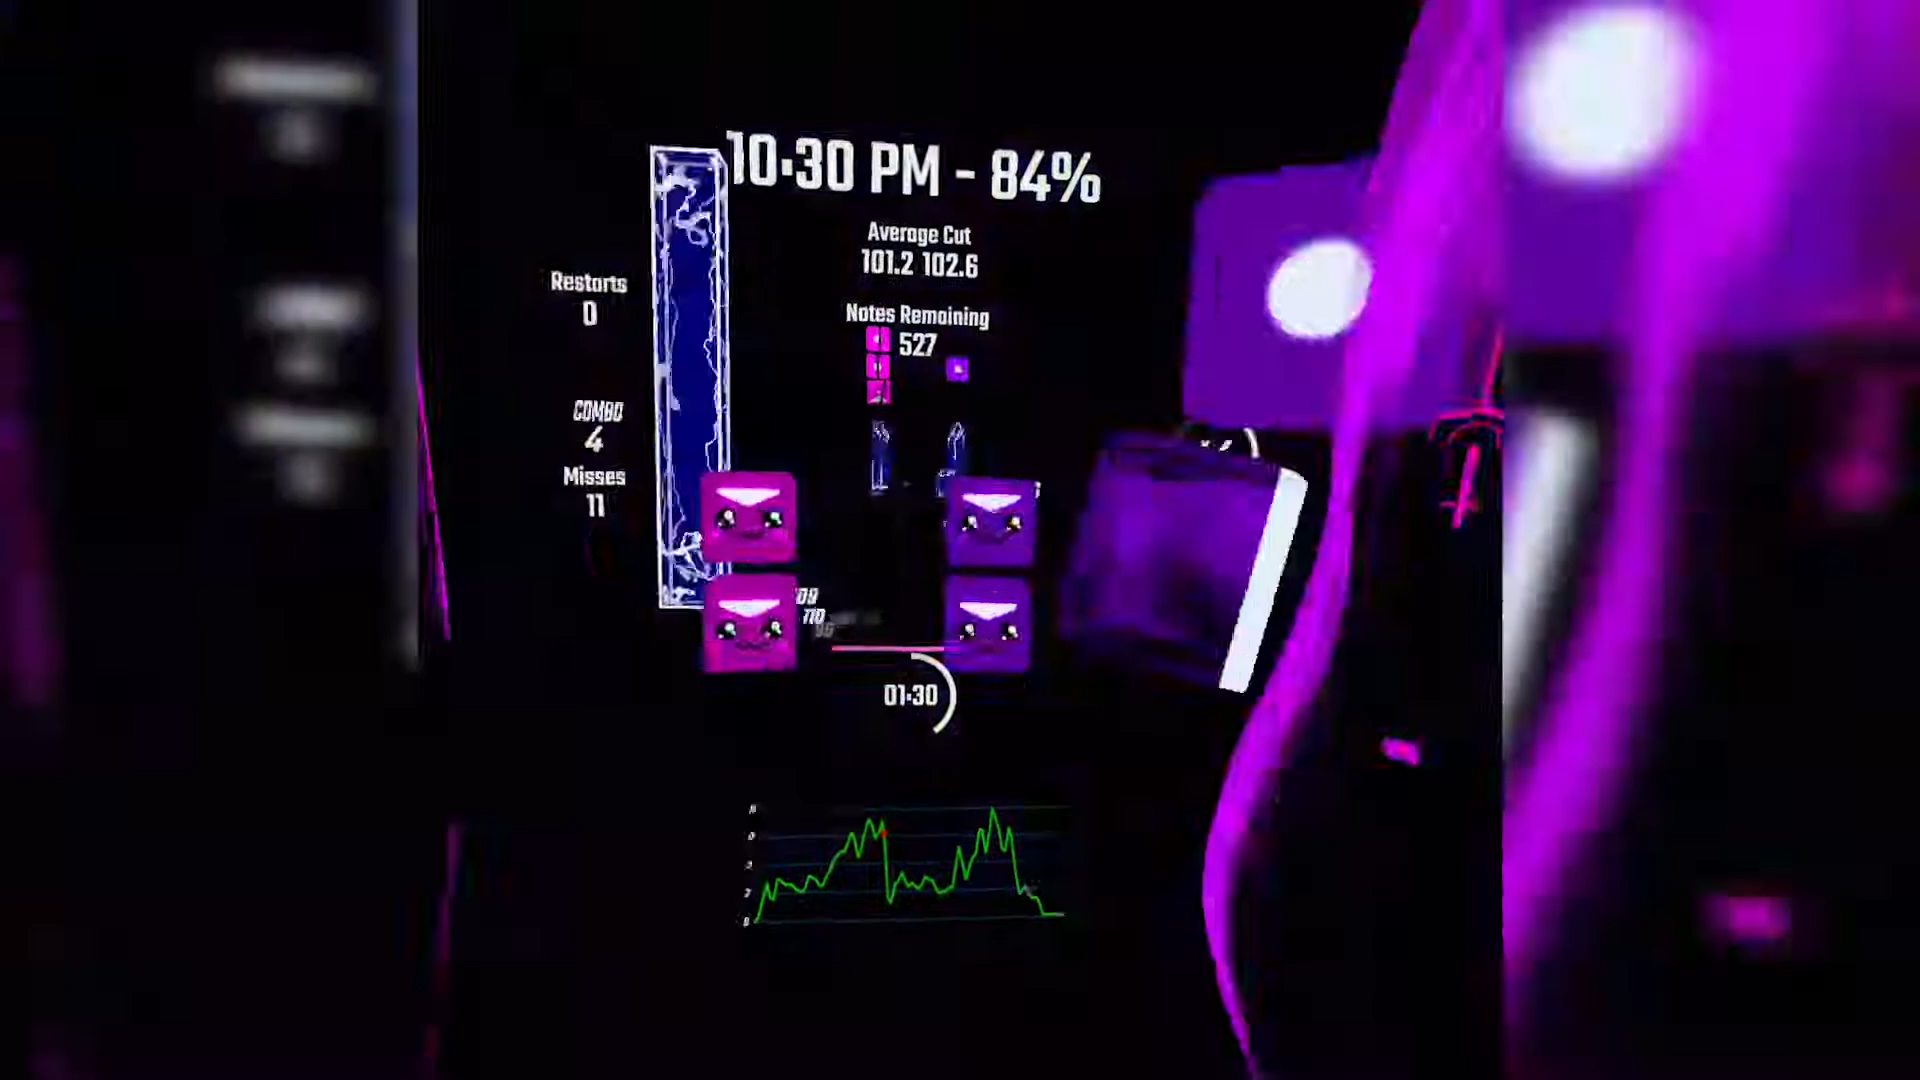 10:30 PM - 84%
Average Cut
101.2 102.6
Restarts
0
Notes Remaining
527
COMBO
4
Misses
11
110
01:30